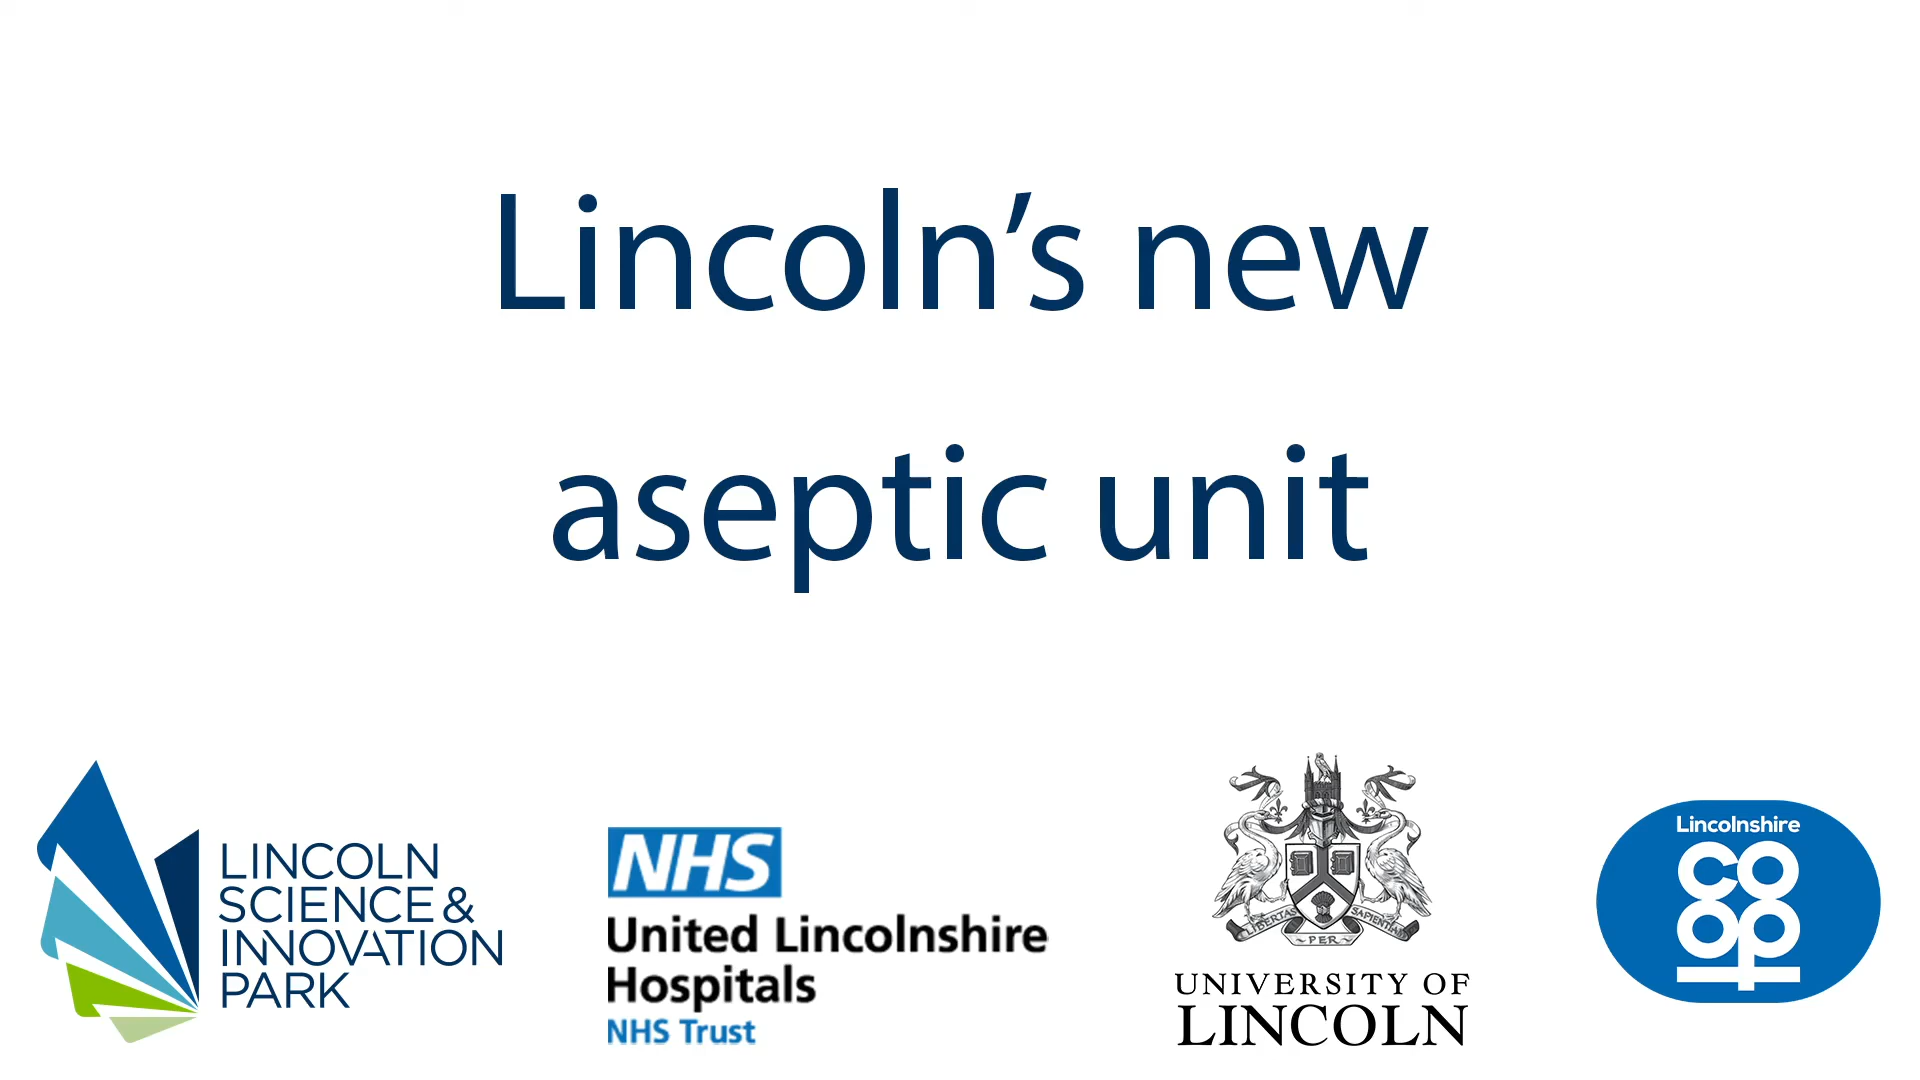 Lincoln’s new
aseptic unit
LINCOLN
SCIENCE &
INNOVATION
PARK
NHS
United Lincolnshire
Hospitals
NHS Trust
LIBERTAS PER SAPIENTIAM
UNIVERSITY OF
LINCOLN
Lincolnshire
co
op